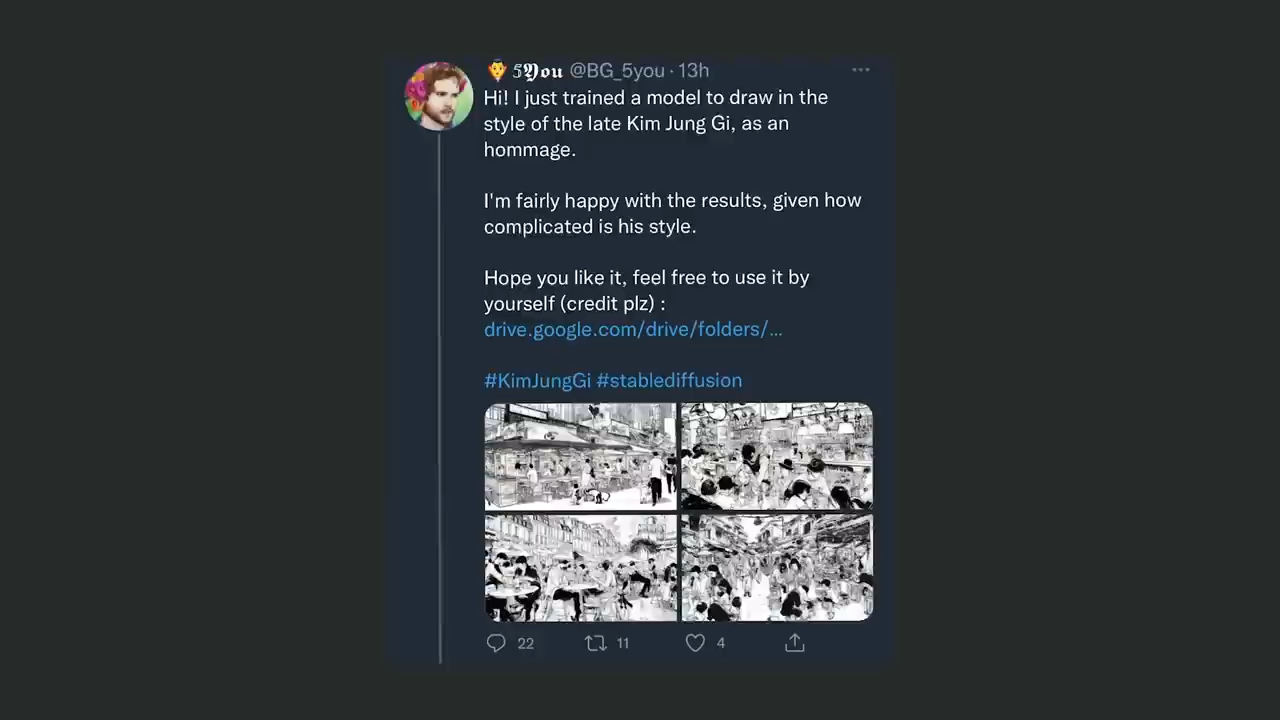 5𝖄𝖔𝖚 @BG_5you · 13h
Hi! I just trained a model to draw in the
style of the late Kim Jung Gi, as an
hommage.
I'm fairly happy with the results, given how
complicated is his style.
Hope you like it, feel free to use it by
yourself (credit plz) :
drive.google.com/drive/folders/...
#KimJungGi #stablediffusion
22 11 4